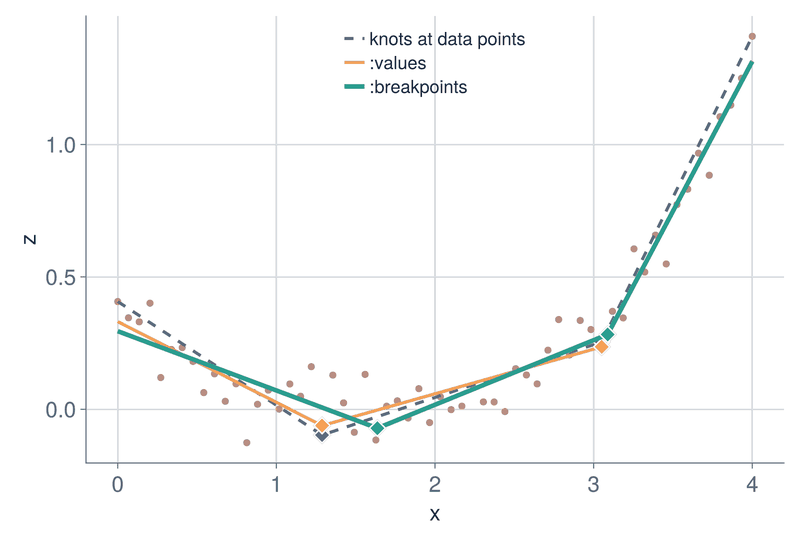 knots at data points
:values
:breakpoints
1.0
0.5
0.0
z
0 1 2 3 4
x